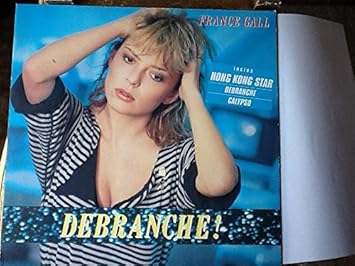 FRANCE GALL
inclus
HONG KONG STAR
DEBRANCHE
CALYPSO
DEBRANCHE!